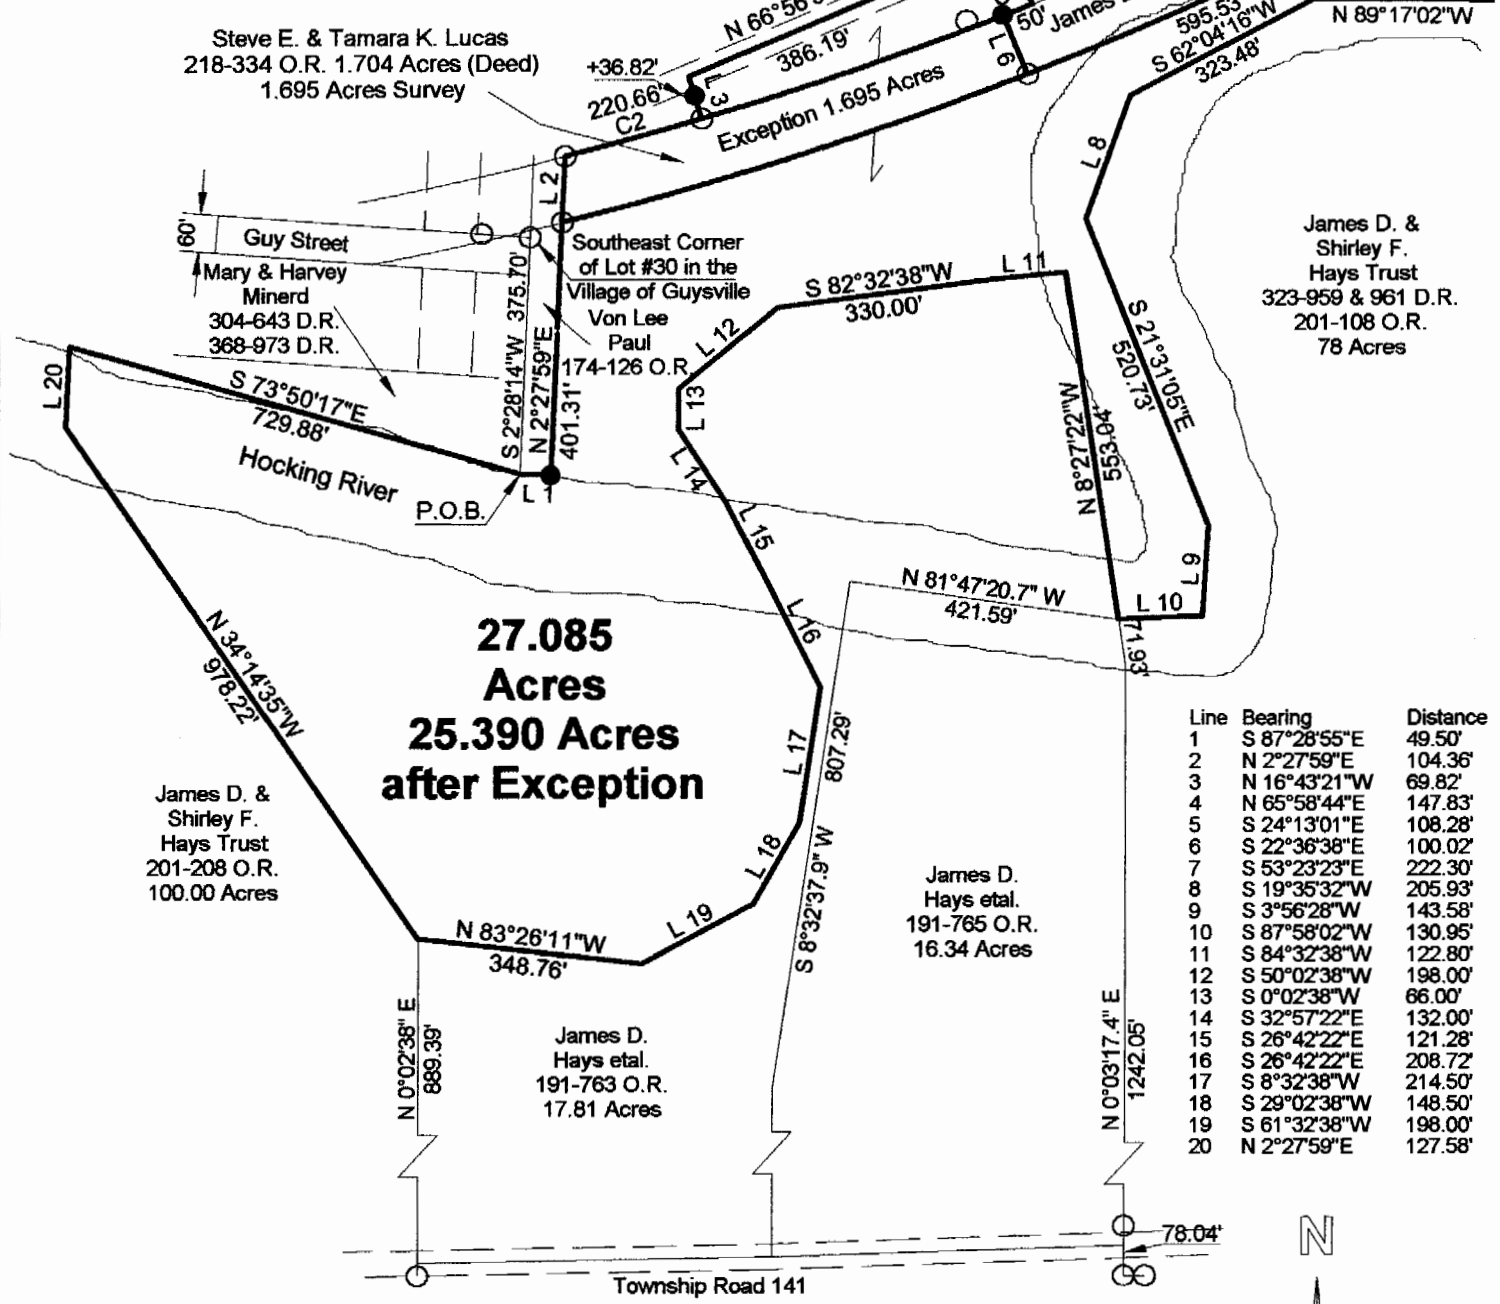 Steve E. & Tamara K. Lucas
218-334 O.R. 1.704 Acres (Deed)
1.695 Acres Survey
386.19'
50'
595.53'
N 89°17'02"W
S 62°04'16"W
323.48'
+36.82'
220.66'
C2
L 3
L 6
Exception 1.695 Acres
L 2
L 8
60'
Guy Street
Mary & Harvey
Minerd
304-643 D.R.
368-973 D.R.
Southeast Corner
of Lot #30 in the
Village of Guysville
Von Lee
Paul
174-126 O.R.
S 2°28'14"W 375.70'
N 2°27'59"E
401.31'
S 82°32'38"W
330.00'
L 11
L 12
L 13
L 14
L 15
L 16
L 17
L 18
L 19
James D. &
Shirley F.
Hays Trust
323-959 & 961 D.R.
201-108 O.R.
78 Acres
S 21°31'05"E
520.73'
N 8°27'22"W
553.04'
L 20
S 73°50'17"E
729.88'
Hocking River
P.O.B.
L 1
N 81°47'20.7" W
421.59'
L 9
L 10
71.93'
27.085
Acres
25.390 Acres
after Exception
N 34°14'35"W
978.22'
James D. &
Shirley F.
Hays Trust
201-208 O.R.
100.00 Acres
N 83°26'11"W
348.76'
807.29'
S 8°32'37.9" W
James D.
Hays etal.
191-765 O.R.
16.34 Acres
N 0°02'38" E
889.39'
James D.
Hays etal.
191-763 O.R.
17.81 Acres
N 0°03'17.4" E
1242.05'
Line Bearing Distance
1 S 87°28'55"E 49.50'
2 N 2°27'59"E 104.36'
3 N 16°43'21"W 69.82'
4 N 65°58'44"E 147.83'
5 S 24°13'01"E 108.28'
6 S 22°36'38"E 100.02'
7 S 53°23'23"E 222.30'
8 S 19°35'32"W 205.93'
9 S 3°56'28"W 143.58'
10 S 87°58'02"W 130.95'
11 S 84°32'38"W 122.80'
12 S 50°02'38"W 198.00'
13 S 0°02'38"W 66.00'
14 S 32°57'22"E 132.00'
15 S 26°42'22"E 121.28'
16 S 26°42'22"E 208.72'
17 S 8°32'38"W 214.50'
18 S 29°02'38"W 148.50'
19 S 61°32'38"W 198.00'
20 N 2°27'59"E 127.58'
78.04'
Township Road 141
N